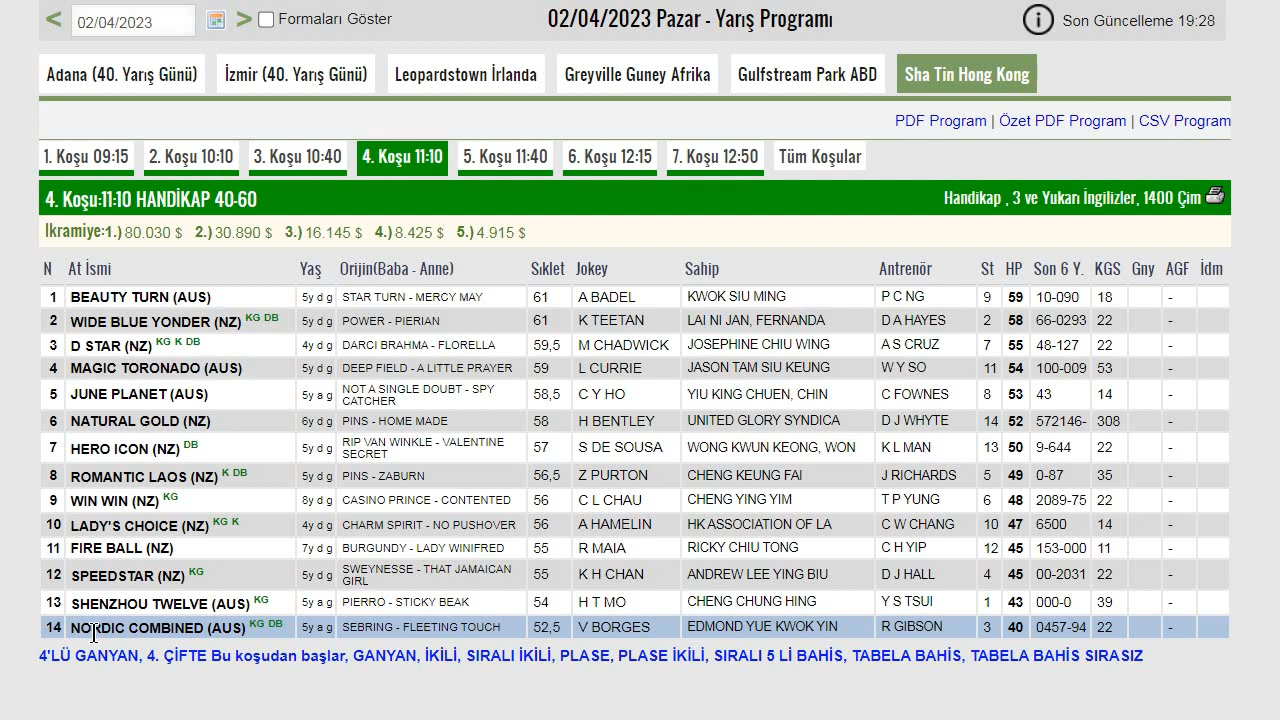 < 02/04/2023 > Formaları Göster 02/04/2023 Pazar - Yarış Programı Son Güncelleme 19:28
Adana (40. Yarış Günü) İzmir (40. Yarış Günü) Leopardstown İrlanda Greyville Guney Afrika Gulfstream Park ABD Sha Tin Hong Kong
PDF Program | Özet PDF Program | CSV Program
1. Koşu 09:15 2. Koşu 10:10 3. Koşu 10:40 4. Koşu 11:10 5. Koşu 11:40 6. Koşu 12:15 7. Koşu 12:50 Tüm Koşular
4. Koşu:11:10 HANDİKAP 40-60 Handikap , 3 ve Yukarı İngilizler, 1400 Çim
Ikramiye:1.) 80.030 $ 2.) 30.890 $ 3.) 16.145 $ 4.) 8.425 $ 5.) 4.915 $
N At İsmi Yaş Orijin(Baba - Anne) Sıklet Jokey Sahip Antrenör St HP Son 6 Y. KGS Gny AGF İdm
1 BEAUTY TURN (AUS) 5y d g STAR TURN - MERCY MAY 61 A BADEL KWOK SIU MING P C NG 9 59 10-090 18 -
2 WIDE BLUE YONDER (NZ) KG DB 5y d g POWER - PIERIAN 61 K TEETAN LAI NI JAN, FERNANDA D A HAYES 2 58 66-0293 22 -
3 D STAR (NZ) KG K DB 4y d g DARCI BRAHMA - FLORELLA 59,5 M CHADWICK JOSEPHINE CHIU WING A S CRUZ 7 55 48-127 22 -
4 MAGIC TORONADO (AUS) 5y d g DEEP FIELD - A LITTLE PRAYER 59 L CURRIE JASON TAM SIU KEUNG W Y SO 11 54 100-009 53 -
5 JUNE PLANET (AUS) 5y a g NOT A SINGLE DOUBT - SPY CATCHER 58,5 C Y HO YIU KING CHUEN, CHIN C FOWNES 8 53 43 14 -
6 NATURAL GOLD (NZ) 6y d g PINS - HOME MADE 58 H BENTLEY UNITED GLORY SYNDICA D J WHYTE 14 52 572146- 308 -
7 HERO ICON (NZ) DB 5y d g RIP VAN WINKLE - VALENTINE SECRET 57 S DE SOUSA WONG KWUN KEONG, WON K L MAN 13 50 9-644 22 -
8 ROMANTIC LAOS (NZ) K DB 5y d g PINS - ZABURN 56,5 Z PURTON CHENG KEUNG FAI J RICHARDS 5 49 0-87 35 -
9 WIN WIN (NZ) KG 8y d g CASINO PRINCE - CONTENTED 56 C L CHAU CHENG YING YIM T P YUNG 6 48 2089-75 22 -
10 LADY'S CHOICE (NZ) KG K 4y d g CHARM SPIRIT - NO PUSHOVER 56 A HAMELIN HK ASSOCIATION OF LA C W CHANG 10 47 6500 14 -
11 FIRE BALL (NZ) 7y d g BURGUNDY - LADY WINIFRED 55 R MAIA RICKY CHIU TONG C H YIP 12 45 153-000 11 -
12 SPEEDSTAR (NZ) KG 5y d g SWEYNESSE - THAT JAMAICAN GIRL 55 K H CHAN ANDREW LEE YING BIU D J HALL 4 45 00-2031 22 -
13 SHENZHOU TWELVE (AUS) KG 5y a g PIERRO - STICKY BEAK 54 H T MO CHENG CHUNG HING Y S TSUI 1 43 000-0 39 -
14 NORDIC COMBINED (AUS) KG DB 5y a g SEBRING - FLEETING TOUCH 52,5 V BORGES EDMOND YUE KWOK YIN R GIBSON 3 40 0457-94 22 -
4'LÜ GANYAN, 4. ÇİFTE Bu koşudan başlar, GANYAN, İKİLİ, SIRALI İKİLİ, PLASE, PLASE İKİLİ, SIRALI 5 Lİ BAHİS, TABELA BAHİS, TABELA BAHİS SIRASIZ